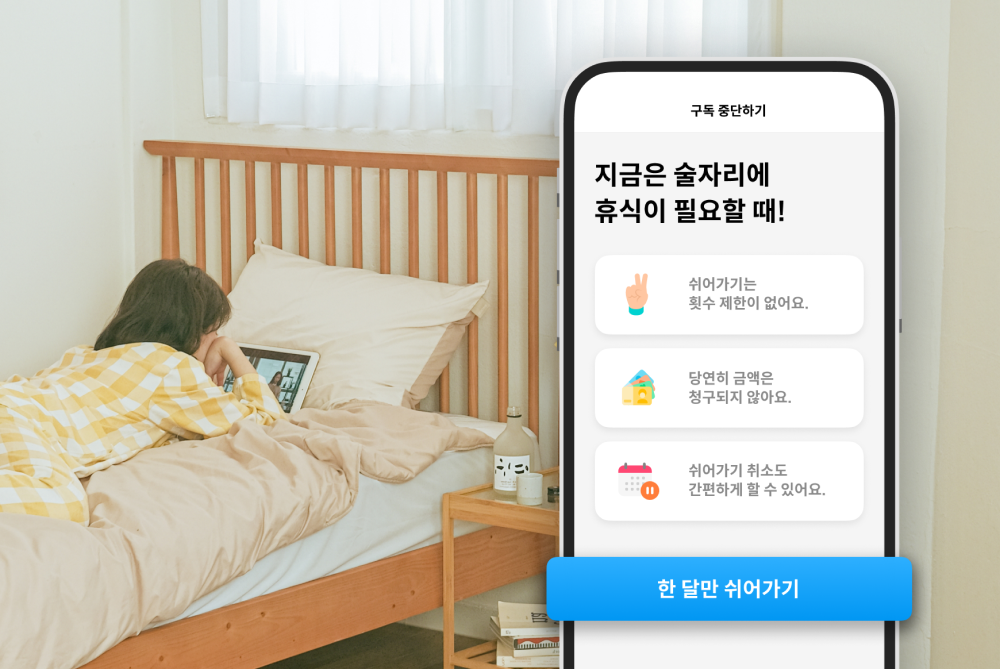 구독 중단하기
지금은 술자리에
휴식이 필요할 때!
쉬어가기는
횟수 제한이 없어요.
당연히 금액은
청구되지 않아요.
쉬어가기 취소도
간편하게 할 수 있어요.
한 달만 쉬어가기